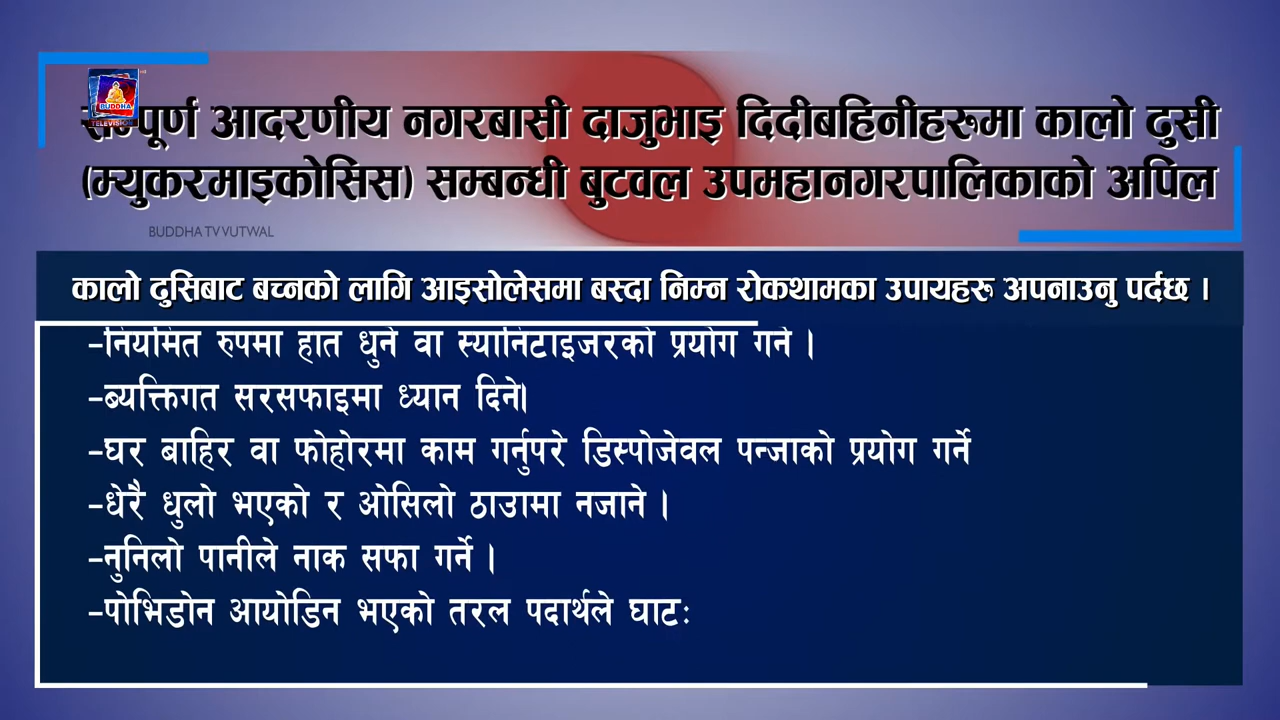 BUDDHA
TELEVISION
सम्पूर्ण आदरणीय नगरबासी दाजुभाइ दिदीबहिनीहरूमा कालो ढुसी
(म्युकरमाइकोसिस) सम्बन्धी बुटवल उपमहानगरपालिकाको अपिल
BUDDHA TV VUTWAL
कालो ढुसिबाट बच्नको लागि आइसोलेसमा बस्दा निम्न रोकथामका उपायहरू अपनाउनु पर्दछ ।
–नियमित रुपमा हात धुने वा स्यानिटाइजरको प्रयोग गर्ने ।
–ब्यक्तिगत सरसफाइमा ध्यान दिने।
–घर बाहिर वा फोहोरमा काम गर्नुपरे डिस्पोजेवल पन्जाको प्रयोग गर्ने
–धेरै धुलो भएको र ओसिलो ठाउमा नजाने ।
–नुनिलो पानीले नाक सफा गर्ने ।
–पोभिडोन आयोडिन भएको तरल पदार्थले घाटः